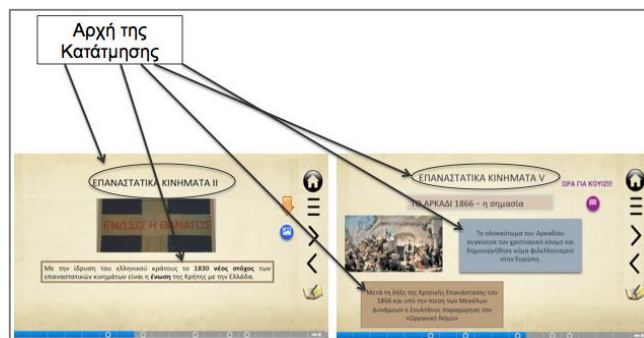 Αρχή της
Κατάτμησης
ΕΠΑΝΑΣΤΑΤΙΚΑ ΚΙΝΗΜΑΤΑ ΙΙ
ΕΝΩΣΙΣ Η ΘΑΝΑΤΟΣ
Με την ίδρυση του ελληνικού κράτους το 1830 νέος στόχος των
επαναστατικών κινημάτων είναι η ένωση της Κρήτης με την Ελλάδα.
ΕΠΑΝΑΣΤΑΤΙΚΑ ΚΙΝΗΜΑΤΑ V
ΩΡΑ ΓΙΑ ΚΟΥΙΖ!!!
ΤΟ ΑΡΚΑΔΙ 1866 – η σημασία
Το ολοκαύτωμα του Αρκαδίου
συγκίνησε τον χριστιανικό κόσμο και
δημιουργήθηκε κύμα φιλελληνισμού
στην Ευρώπη.
Μετά τη λήξη της Κρητικής Επανάστασης του
1866 και υπό την πίεση των Μεγάλων
Δυνάμεων ο Σουλτάνος παραχώρησε τον
«Οργανικό Νόμο»